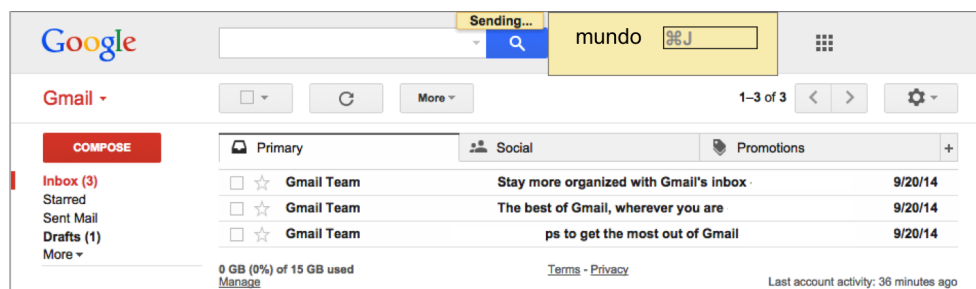 Sending...
Google
mundo ⌘J
Gmail
More
1–3 of 3
COMPOSE
Primary
Social
Promotions
+
Inbox (3)
Starred
Sent Mail
Drafts (1)
More
Gmail Team Stay more organized with Gmail's inbox - 9/20/14
Gmail Team The best of Gmail, wherever you are 9/20/14
Gmail Team ps to get the most out of Gmail 9/20/14
0 GB (0%) of 15 GB used
Manage
Terms - Privacy
Last account activity: 36 minutes ago